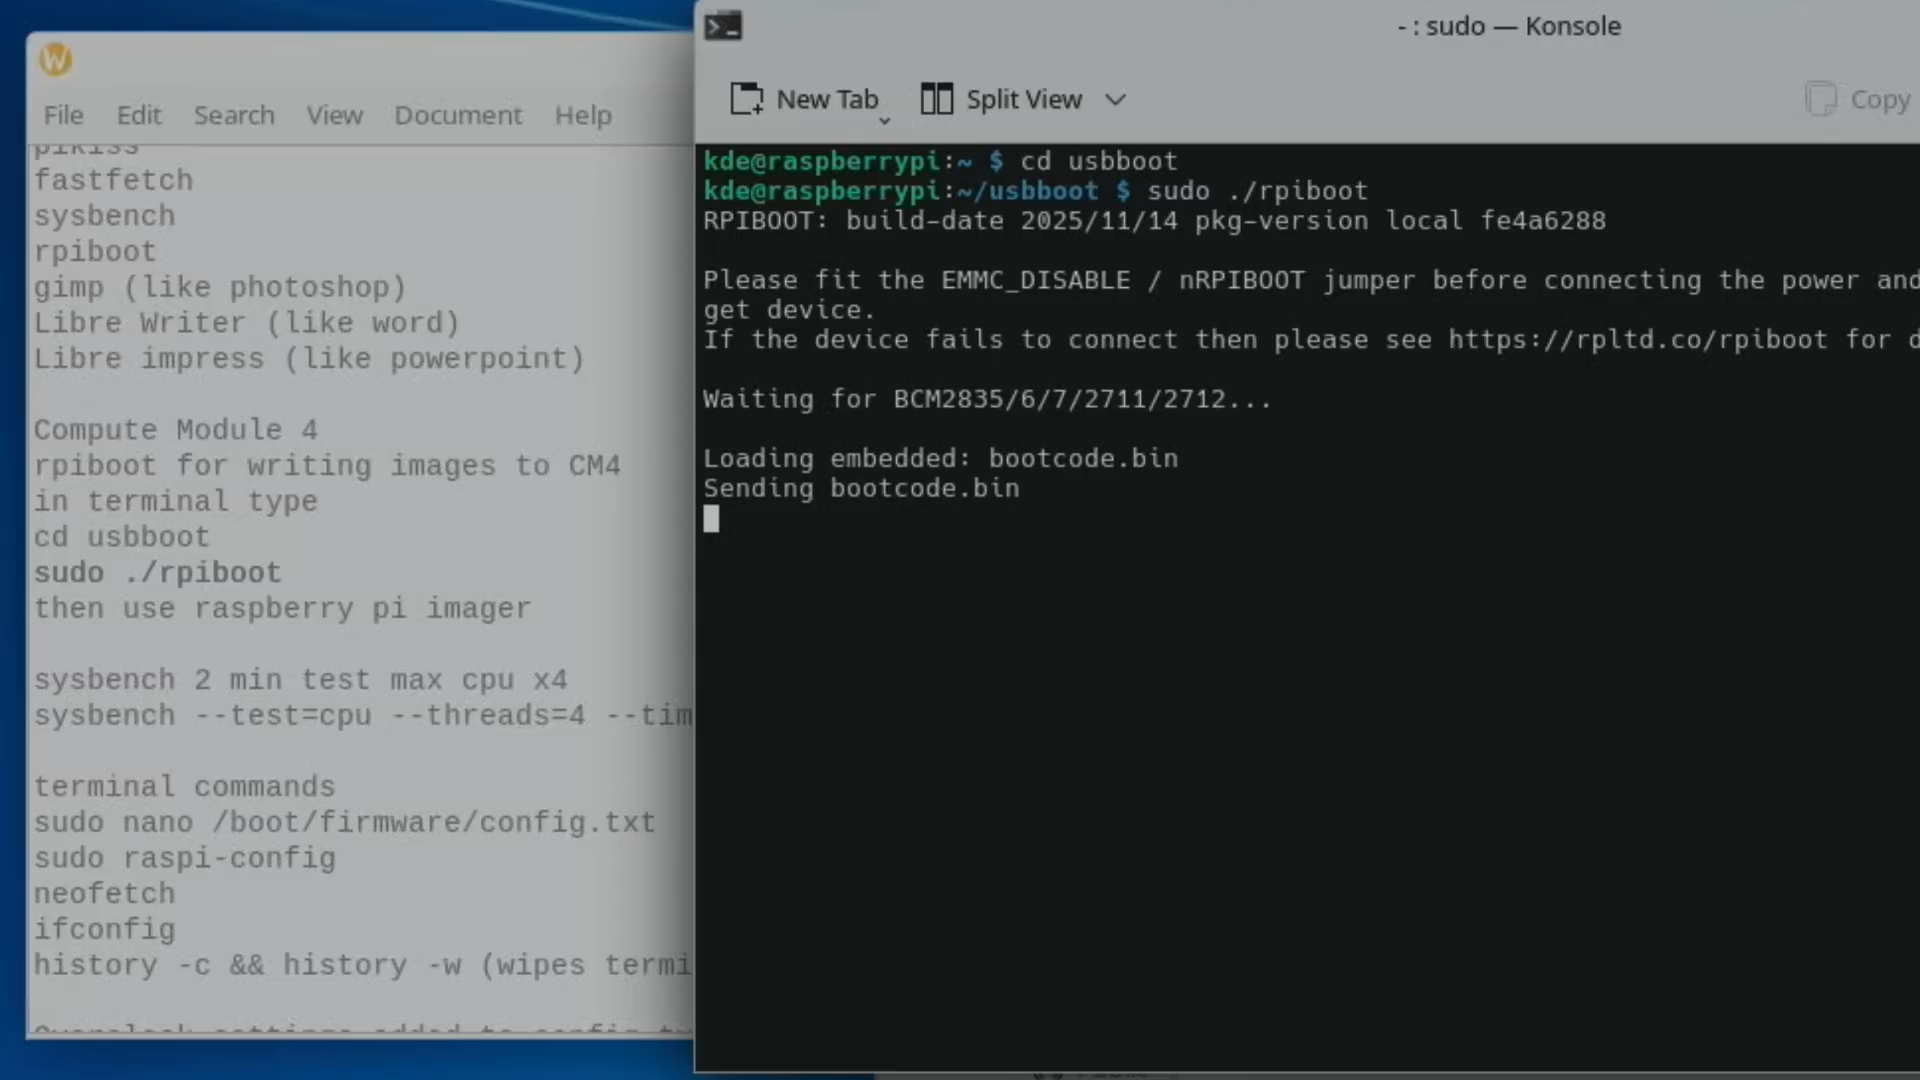 W
File Edit Search View Document Help
pikiss
fastfetch
sysbench
rpiboot
gimp (like photoshop)
Libre Writer (like word)
Libre impress (like powerpoint)
Compute Module 4
rpiboot for writing images to CM4
in terminal type
cd usbboot
sudo ./rpiboot
then use raspberry pi imager
sysbench 2 min test max cpu x4
sysbench --test=cpu --threads=4 --tim
terminal commands
sudo nano /boot/firmware/config.txt
sudo raspi-config
neofetch
ifconfig
history -c && history -w (wipes termi
- : sudo — Konsole
New Tab Split View Copy
kde@raspberrypi:~ $ cd usbboot
kde@raspberrypi:~/usbboot $ sudo ./rpiboot
RPIBOOT: build-date 2025/11/14 pkg-version local fe4a6288
Please fit the EMMC_DISABLE / nRPIBOOT jumper before connecting the power and
get device.
If the device fails to connect then please see https://rpltd.co/rpiboot for d
Waiting for BCM2835/6/7/2711/2712...
Loading embedded: bootcode.bin
Sending bootcode.bin